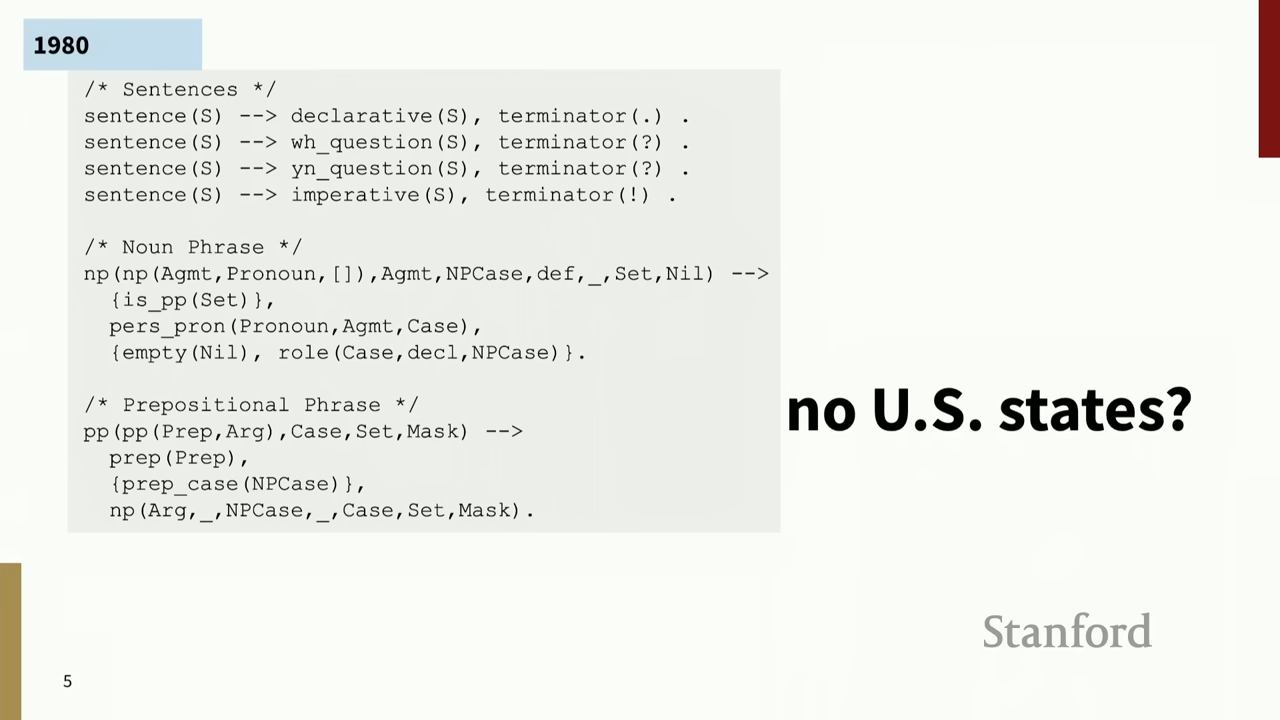 1980
/* Sentences */
sentence(S) --> declarative(S), terminator(.) .
sentence(S) --> wh_question(S), terminator(?) .
sentence(S) --> yn_question(S), terminator(?) .
sentence(S) --> imperative(S), terminator(!) .
/* Noun Phrase */
np(np(Agmt,Pronoun,[]),Agmt,NPCase,def,_,Set,Nil) -->
{is_pp(Set)},
pers_pron(Pronoun,Agmt,Case),
{empty(Nil), role(Case,decl,NPCase)}.
/* Prepositional Phrase */
pp(pp(Prep,Arg),Case,Set,Mask) -->
prep(Prep),
{prep_case(NPCase)},
np(Arg,_,NPCase,_,Case,Set,Mask).
no U.S. states?
Stanford
5